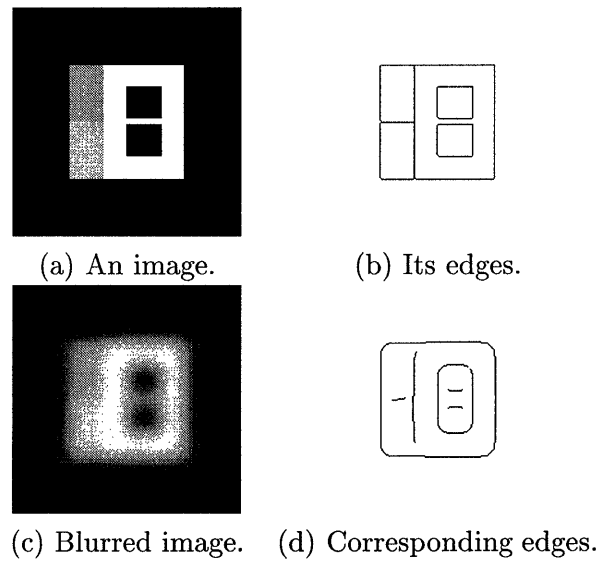 (a) An image.
(b) Its edges.
(c) Blurred image.
(d) Corresponding edges.